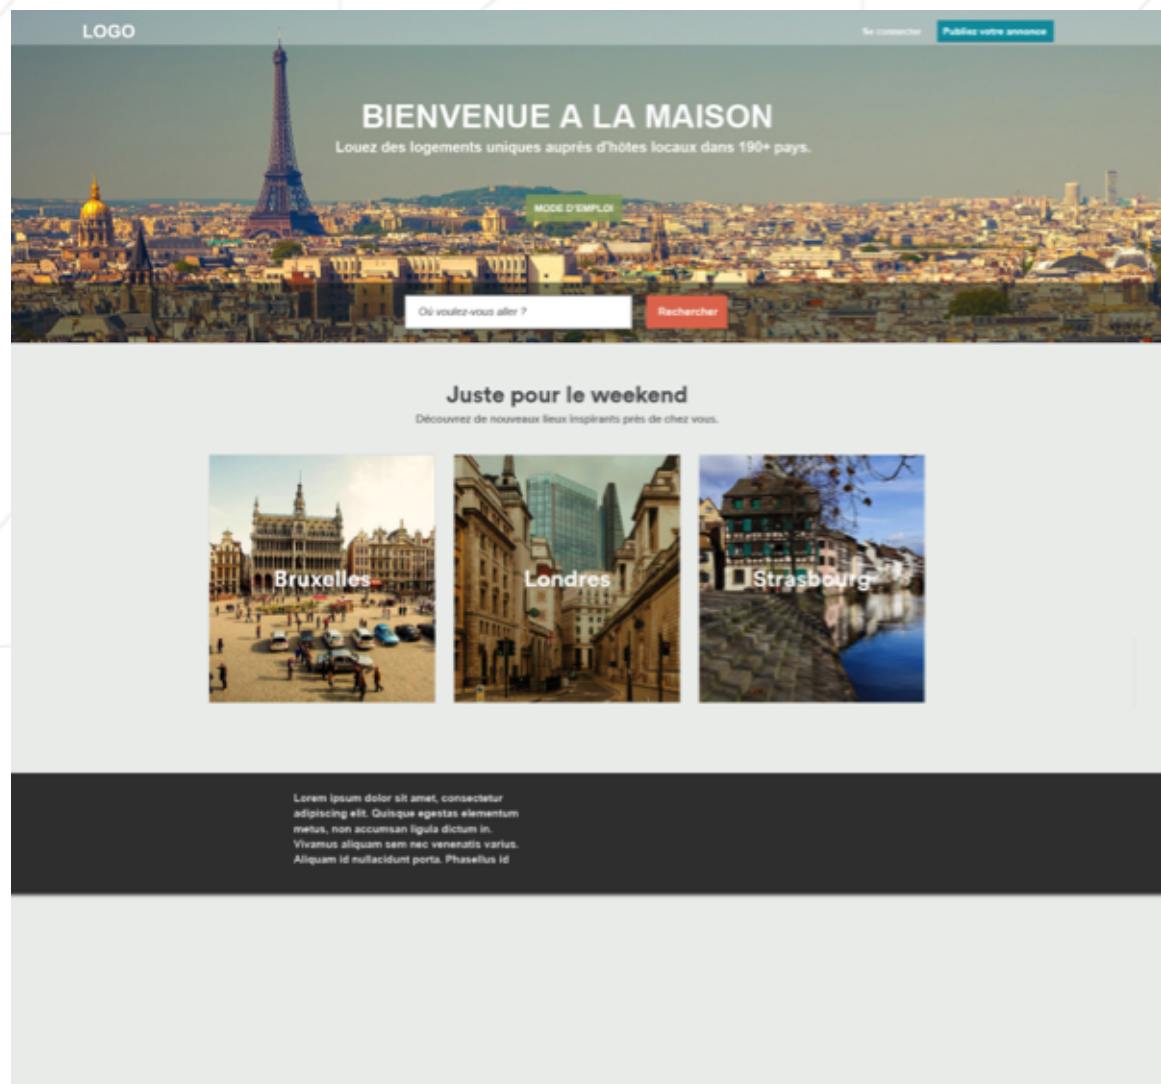 LOGO
Se connecter
Publiez votre annonce
BIENVENUE A LA MAISON
Louez des logements uniques auprès d'hôtes locaux dans 190+ pays.
MODE D'EMPLOI
Où voulez-vous aller ?
Rechercher
Juste pour le weekend
Découvrez de nouveaux lieux inspirants près de chez vous.
Bruxelles
Londres
Strasbourg
Lorem ipsum dolor sit amet, consectetur
adipiscing elit. Quisque egestas elementum
metus, non accumsan ligula dictum in.
Vivamus aliquam sem nec venenatis varius.
Aliquam id nullacidunt porta. Phasellus id